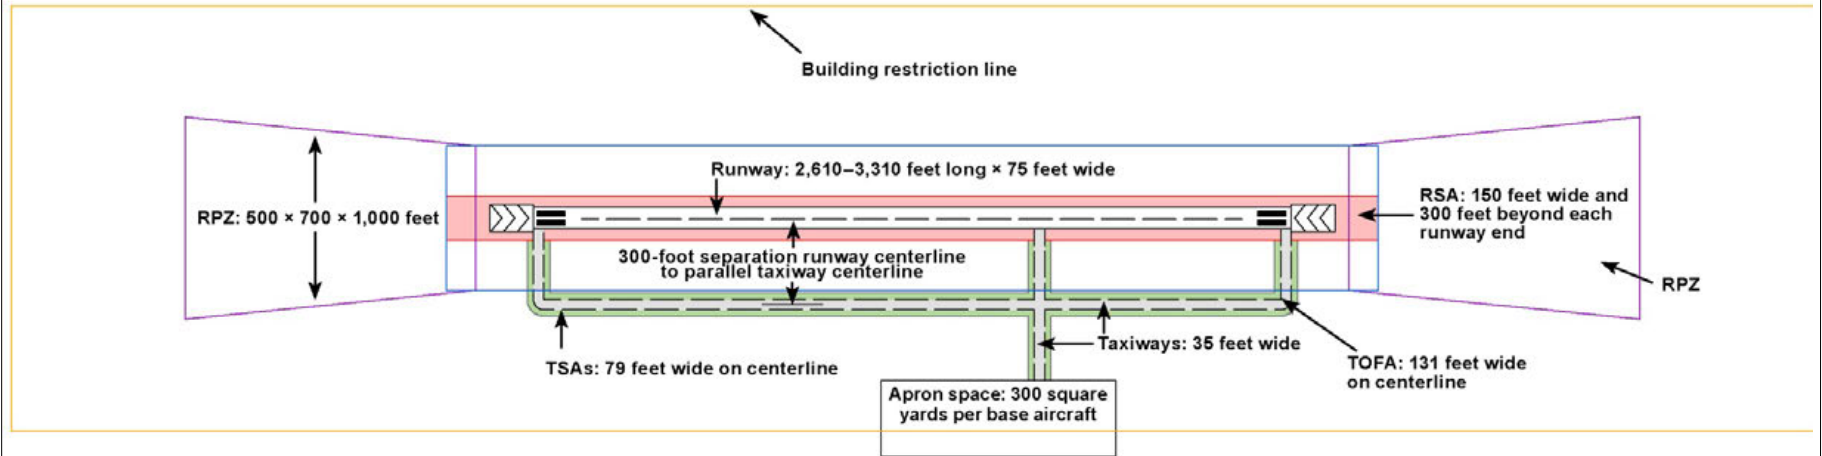 Building restriction line
Runway: 2,610–3,310 feet long × 75 feet wide
RPZ: 500 × 700 × 1,000 feet
RSA: 150 feet wide and
300 feet beyond each
runway end
300-foot separation runway centerline
to parallel taxiway centerline
RPZ
Taxiways: 35 feet wide
TSAs: 79 feet wide on centerline
TOFA: 131 feet wide
on centerline
Apron space: 300 square
yards per base aircraft